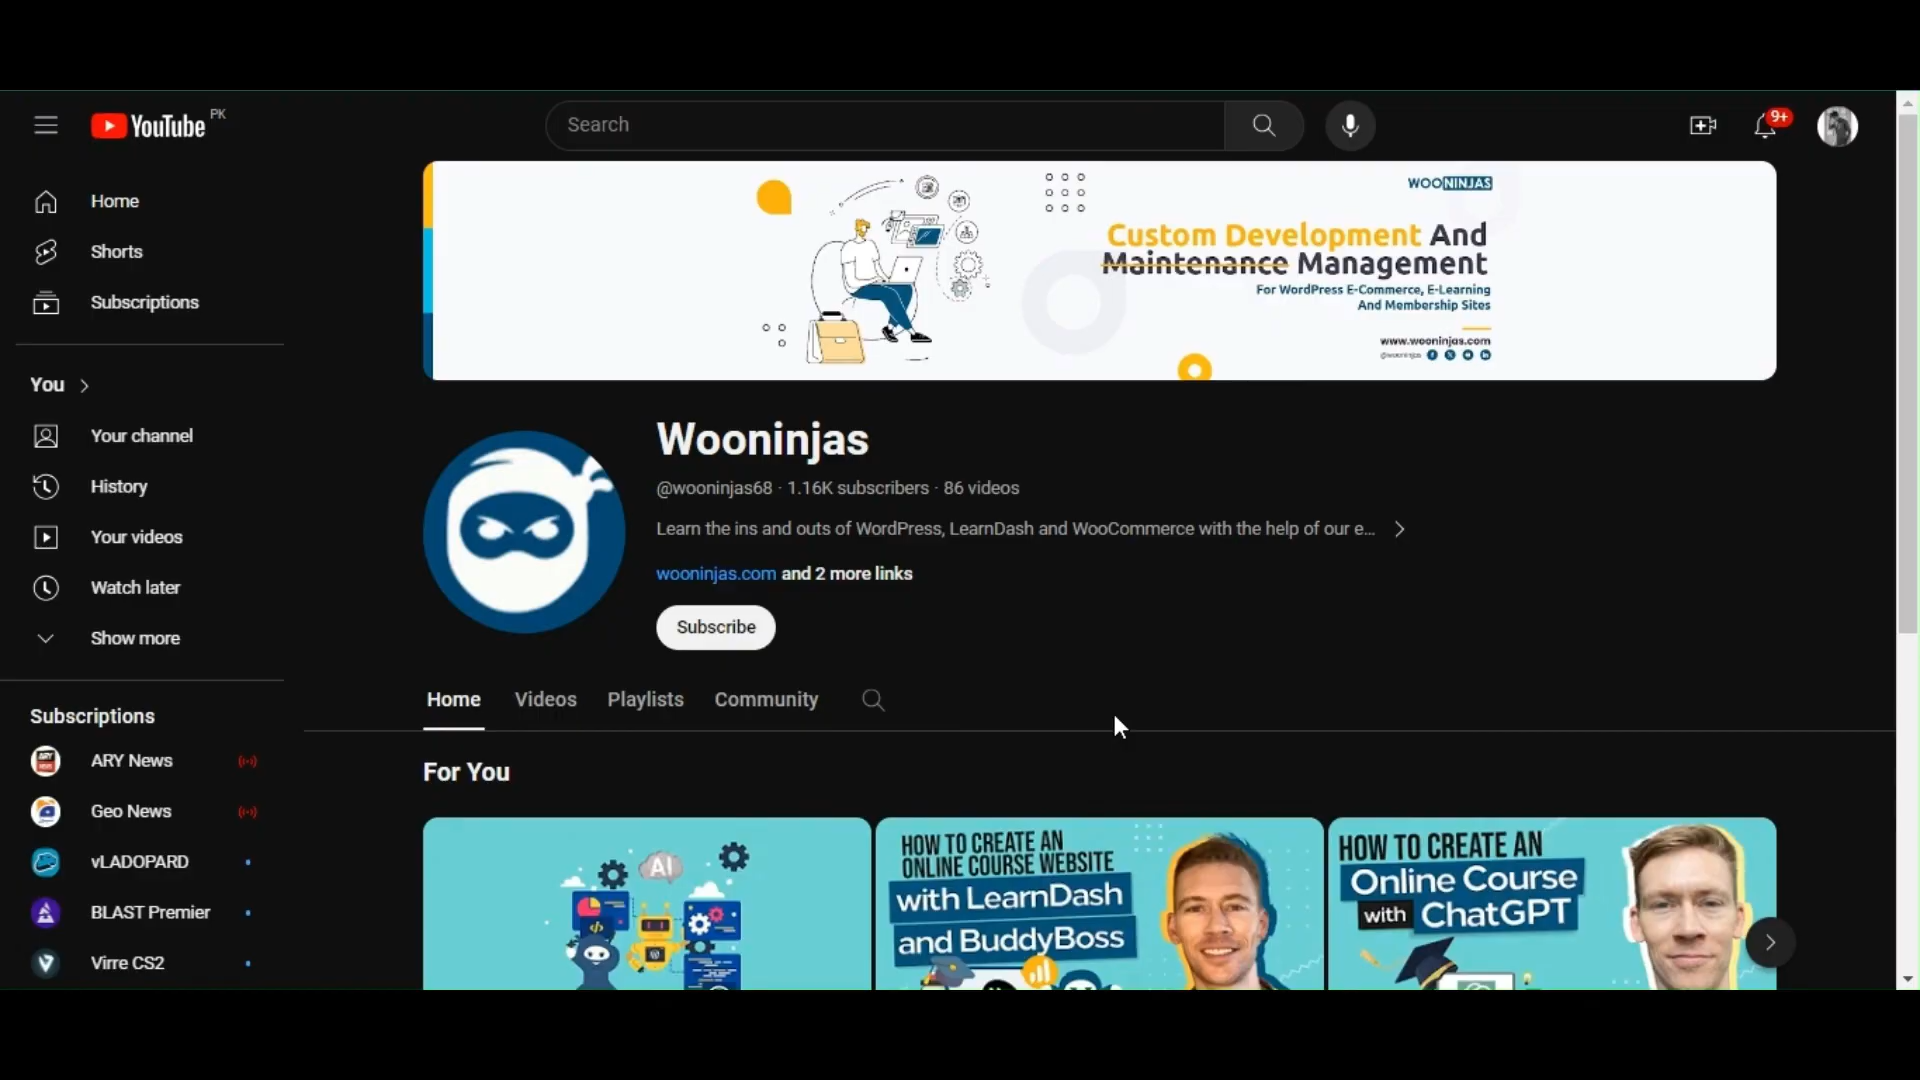 YouTube PK
Search
9+
Home
Shorts
Subscriptions
You
Your channel
History
Your videos
Watch later
Show more
Subscriptions
ARY News
Geo News
vLADOPARD
BLAST Premier
Virre CS2
WOONINJAS
Custom Development And
Maintenance Management
For WordPress E-Commerce, E-Learning
And Membership Sites
www.wooninjas.com
@wooninjas
Wooninjas
@wooninjas68 · 1.16K subscribers · 86 videos
Learn the ins and outs of WordPress, LearnDash and WooCommerce with the help of our e...
wooninjas.com and 2 more links
Subscribe
Home Videos Playlists Community
For You
AI
HOW TO CREATE AN
ONLINE COURSE WEBSITE
with LearnDash
and BuddyBoss
HOW TO CREATE AN
Online Course
with ChatGPT